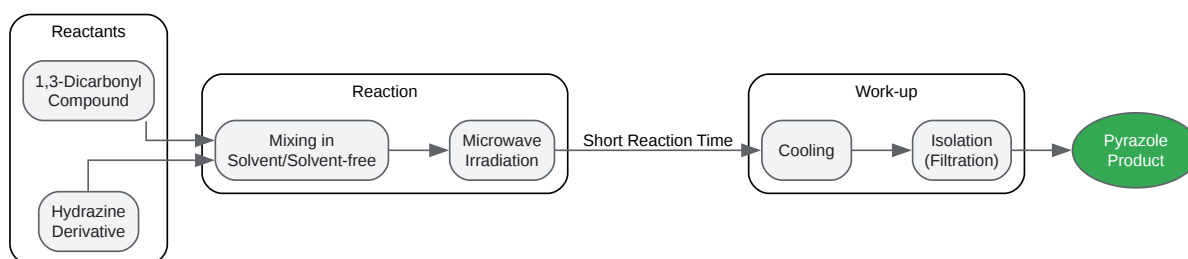 Reactants
1,3-Dicarbonyl
Compound
Hydrazine
Derivative
Reaction
Mixing in
Solvent/Solvent-free
Microwave
Irradiation
Short Reaction Time
Work-up
Cooling
Isolation
(Filtration)
Pyrazole
Product